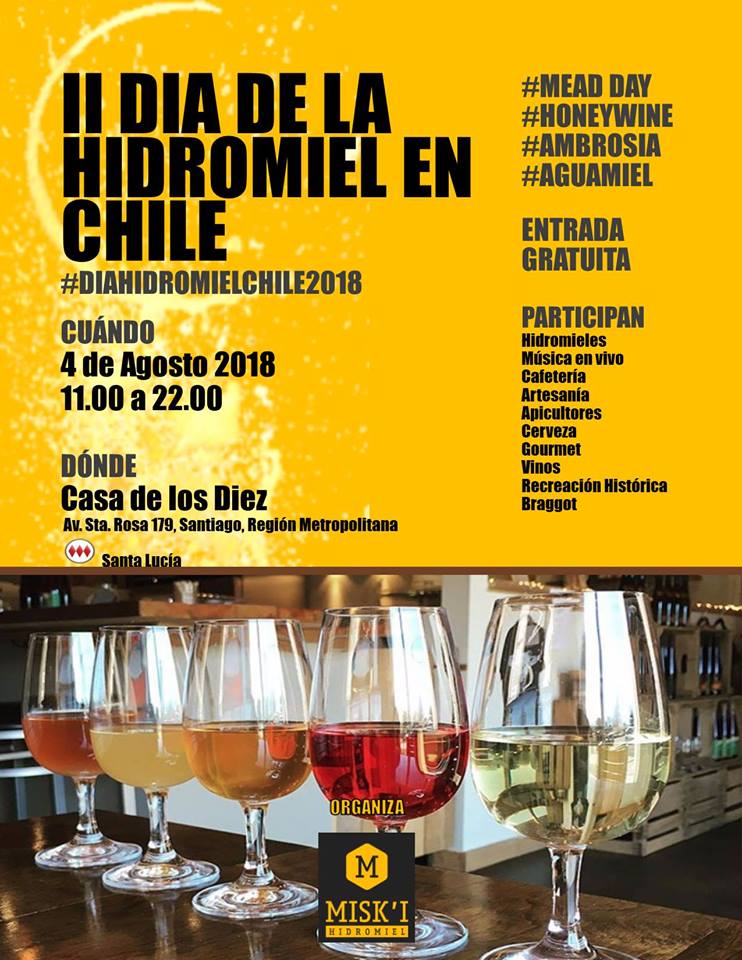 II DIA DE LA
HIDROMIEL EN
CHILE
#DIAHIDROMIELCHILE2018
CUÁNDO
4 de Agosto 2018
11.00 a 22.00
DÓNDE
Casa de los Diez
Av. Sta. Rosa 179, Santiago, Región Metropolitana
Santa Lucía
#MEAD DAY
#HONEYWINE
#AMBROSIA
#AGUAMIEL
ENTRADA
GRATUITA
PARTICIPAN
Hidromieles
Música en vivo
Cafetería
Artesanía
Apicultores
Cerveza
Gourmet
Vinos
Recreación Histórica
Braggot
ORGANIZA
M
MISK'I
HIDROMIEL